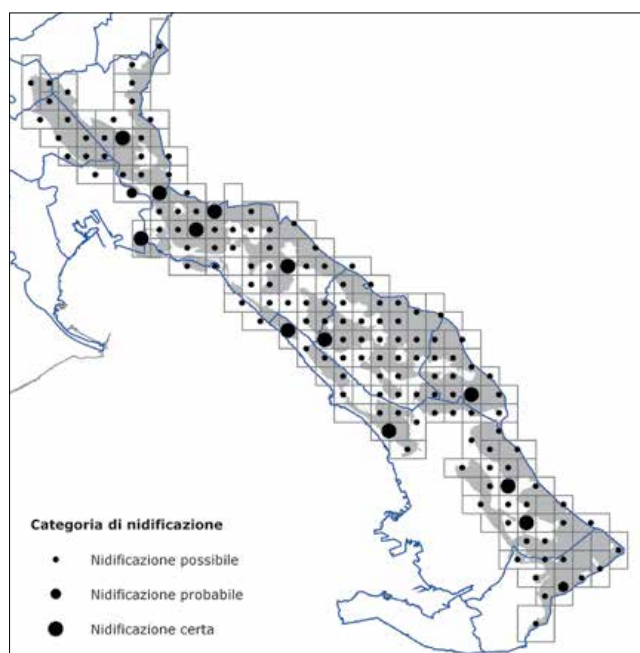 Categoria di nidificazione
Nidificazione possibile
Nidificazione probabile
Nidificazione certa